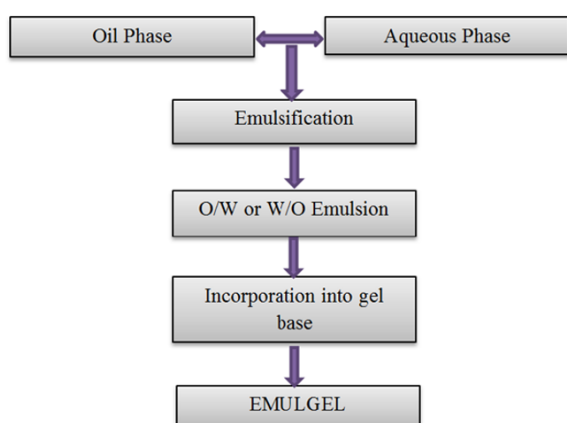 Oil Phase
Aqueous Phase
Emulsification
O/W or W/O Emulsion
Incorporation into gel
base
EMULGEL